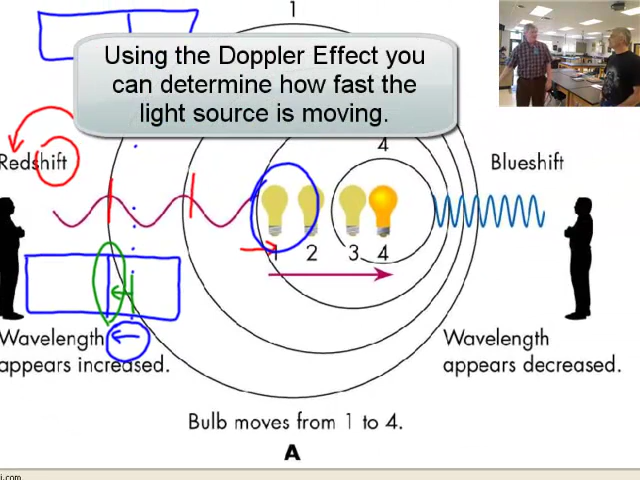 1
Using the Doppler Effect you
can determine how fast the
light source is moving.
4
Redshift
Blueshift
1 2 3 4
Wavelength
appears increased.
Wavelength
appears decreased.
Bulb moves from 1 to 4.
A